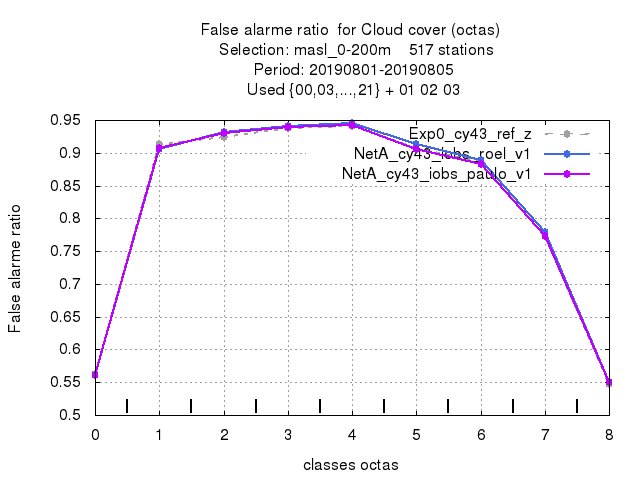 False alarme ratio  for Cloud cover (octas)
Selection: masl_0-200m    517 stations
Period: 20190801-20190805
Used {00,03,...,21} + 01 02 03
Exp0_cy43_ref_z
NetA_cy43_iobs_roel_v1
NetA_cy43_iobs_paulo_v1
0.95
0.9
0.85
0.8
0.75
0.7
0.65
0.6
0.55
0.5
False alarme ratio
0 1 2 3 4 5 6 7 8
classes octas